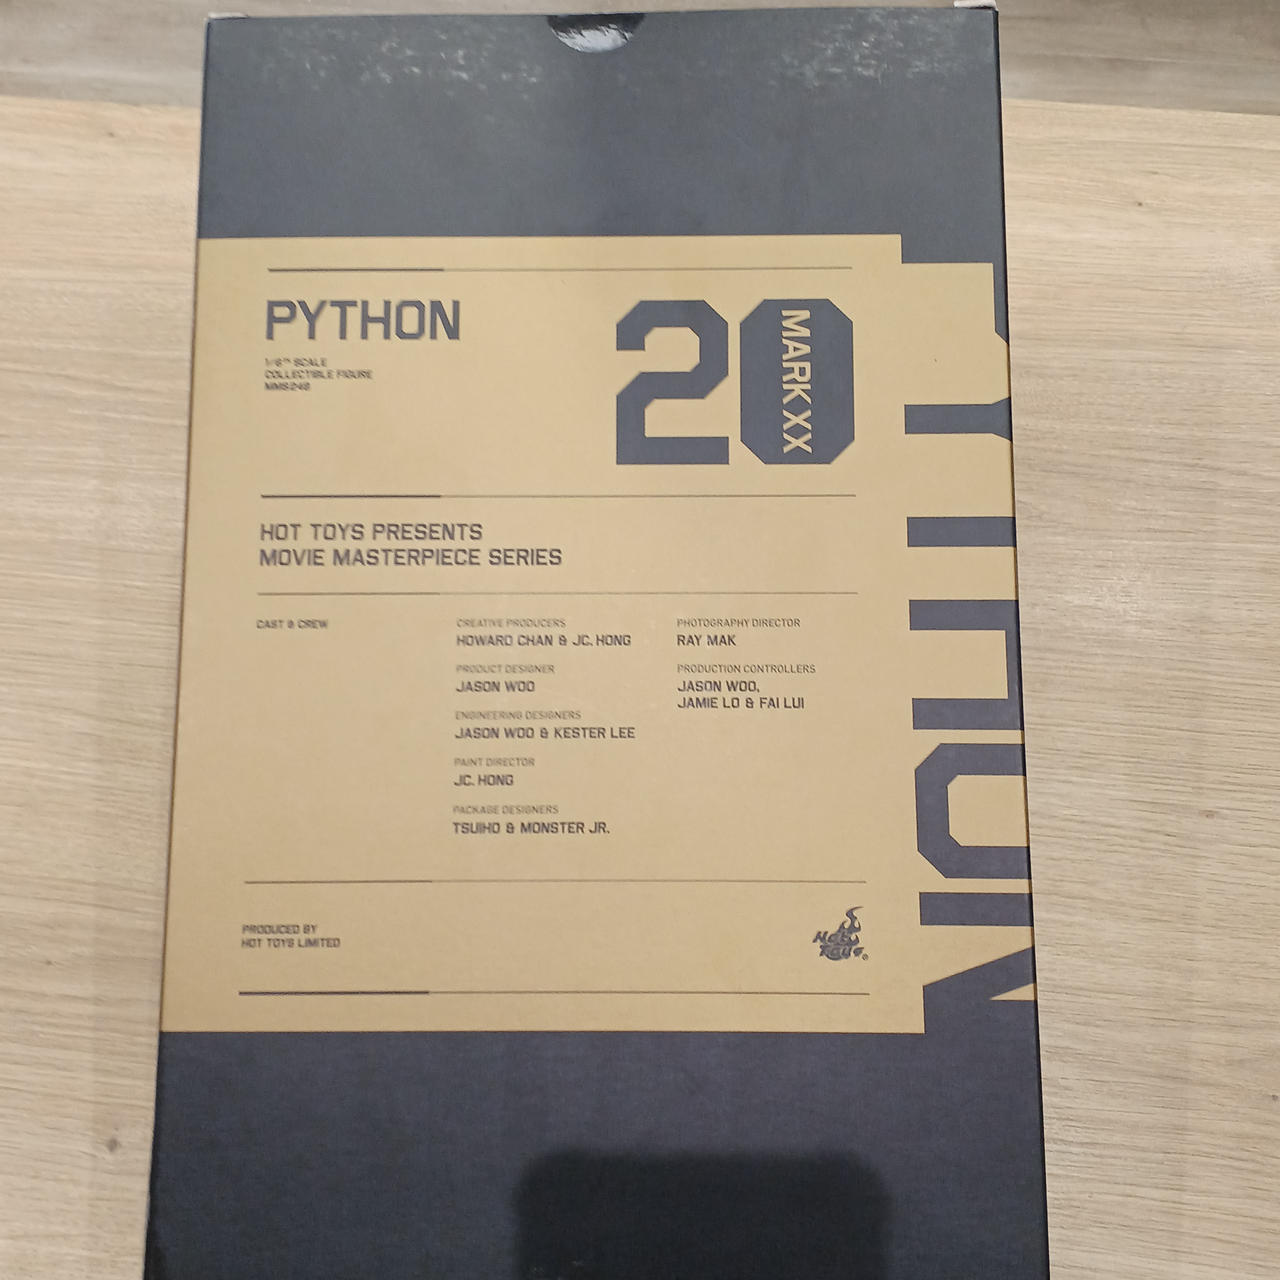 PYTHON
1/6TH SCALE
COLLECTIBLE FIGURE
MMS248
20
MARK XX
HOT TOYS PRESENTS
MOVIE MASTERPIECE SERIES
CAST & CREW
CREATIVE PRODUCERS
HOWARD CHAN & JC. HONG
PRODUCT DESIGNER
JASON WOO
ENGINEERING DESIGNERS
JASON WOO & KESTER LEE
PAINT DIRECTOR
JC. HONG
PACKAGE DESIGNERS
TSUIHO & MONSTER JR.
PHOTOGRAPHY DIRECTOR
RAY MAK
PRODUCTION CONTROLLERS
JASON WOO,
JAMIE LO & FAI LUI
PRODUCED BY
HOT TOYS LIMITED
Hot
Toys®
PYTHON